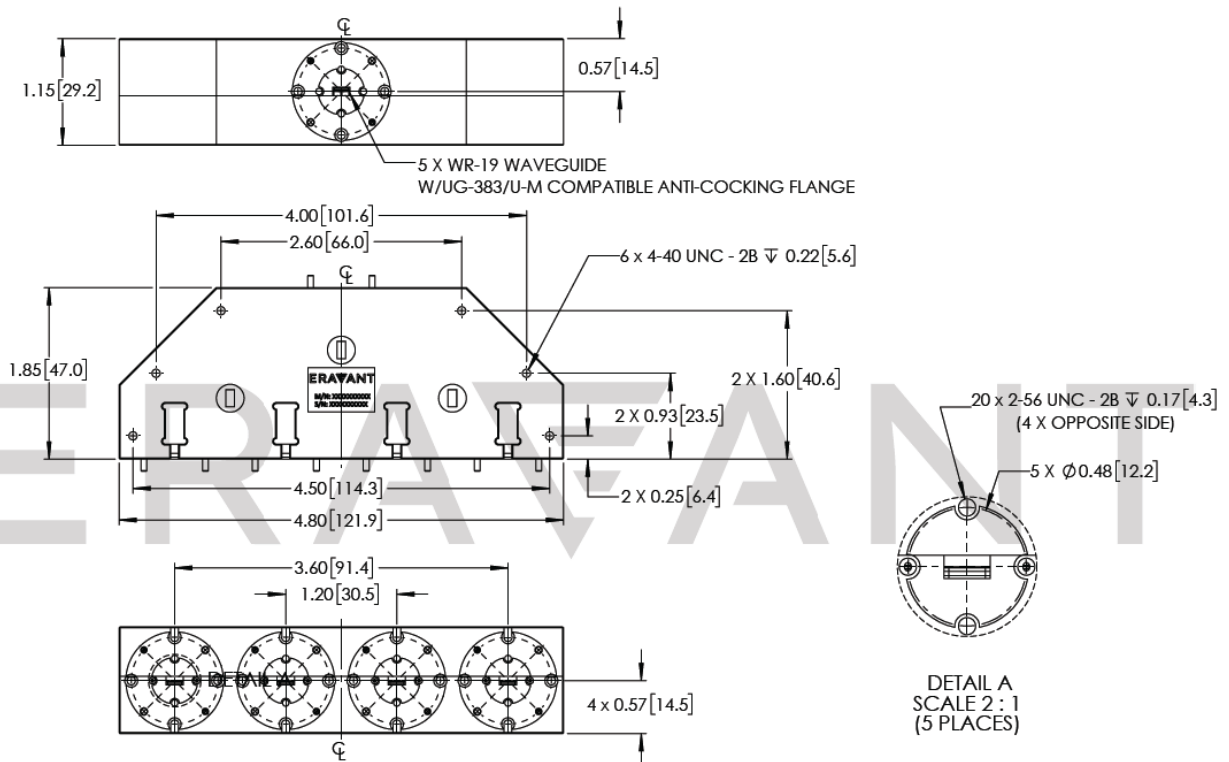 ℄
1.15[29.2]
0.57[14.5]
5 X WR-19 WAVEGUIDE
W/UG-383/U-M COMPATIBLE ANTI-COCKING FLANGE
4.00[101.6]
2.60[66.0]
℄
6 x 4-40 UNC - 2B ↧ 0.22[5.6]
1.85[47.0]
ERAVANT
M/N: XXXXXXXXXX
S/N: XXXXXXXXXX
2 X 1.60[40.6]
2 X 0.93[23.5]
4.50[114.3]
2 X 0.25[6.4]
4.80[121.9]
ERAVANT
20 x 2-56 UNC - 2B ↧ 0.17[4.3]
(4 X OPPOSITE SIDE)
5 X ⌀0.48[12.2]
3.60[91.4]
1.20[30.5]
DETAIL A
4 x 0.57[14.5]
℄
DETAIL A
SCALE 2 : 1
(5 PLACES)